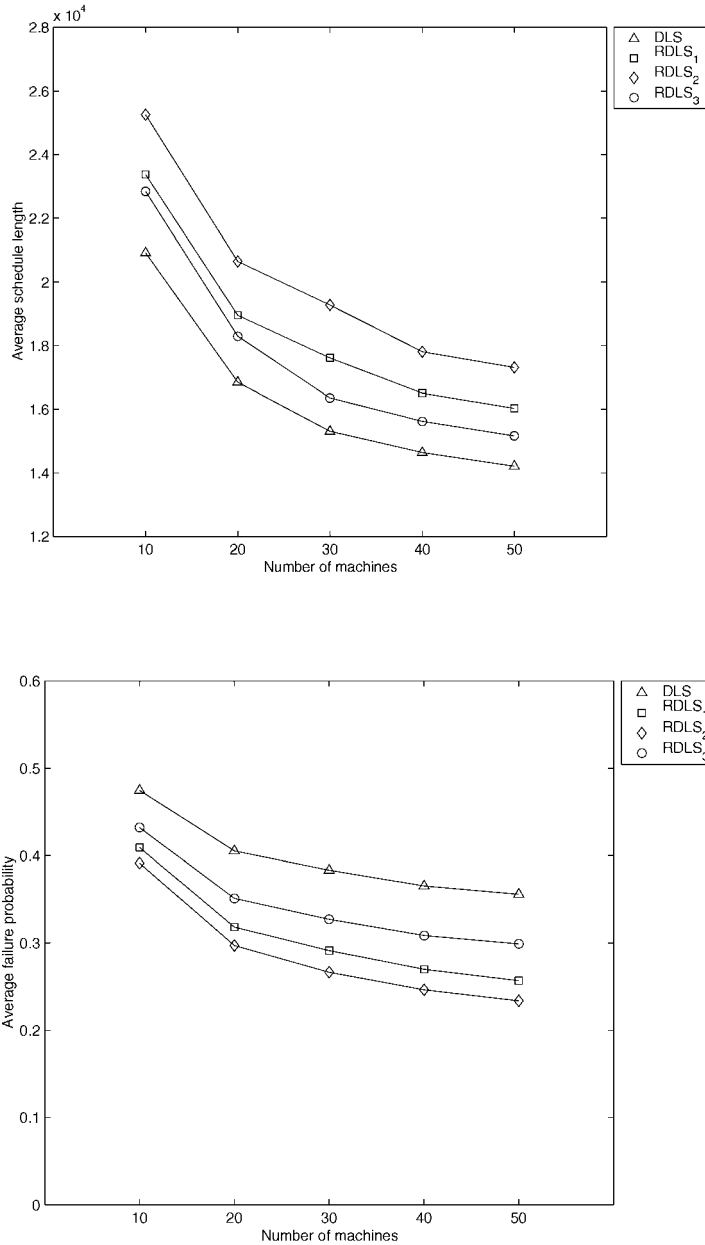 x 10⁴
2.8
2.6
2.4
2.2
2
1.8
1.6
1.4
1.2
Average schedule length
10 20 30 40 50
Number of machines
DLS
RDLS₁
RDLS₂
RDLS₃
0.6
0.5
0.4
0.3
0.2
0.1
0
Average failure probability
10 20 30 40 50
Number of machines
DLS
RDLS
RDLS₂
RDLS